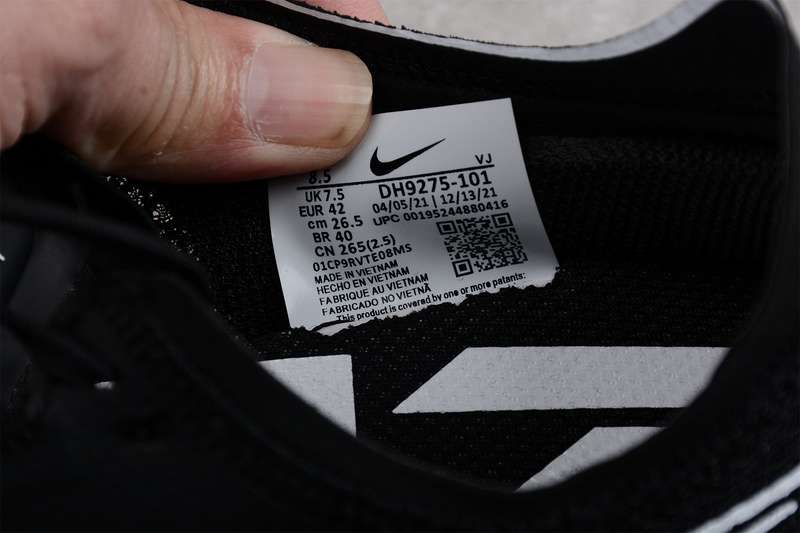 8.5
UK 7.5
EUR 42
cm 26.5
BR 40
CN 265(2.5)
01CP9RVTE08MS
MADE IN VIETNAM
HECHO EN VIETNAM
FABRIQUE AU VIETNAM
FABRICADO NO VIETNÃ
This product is covered by one or more patents:
VJ
DH9275-101
04/05/21 | 12/13/21
UPC 00195244880416